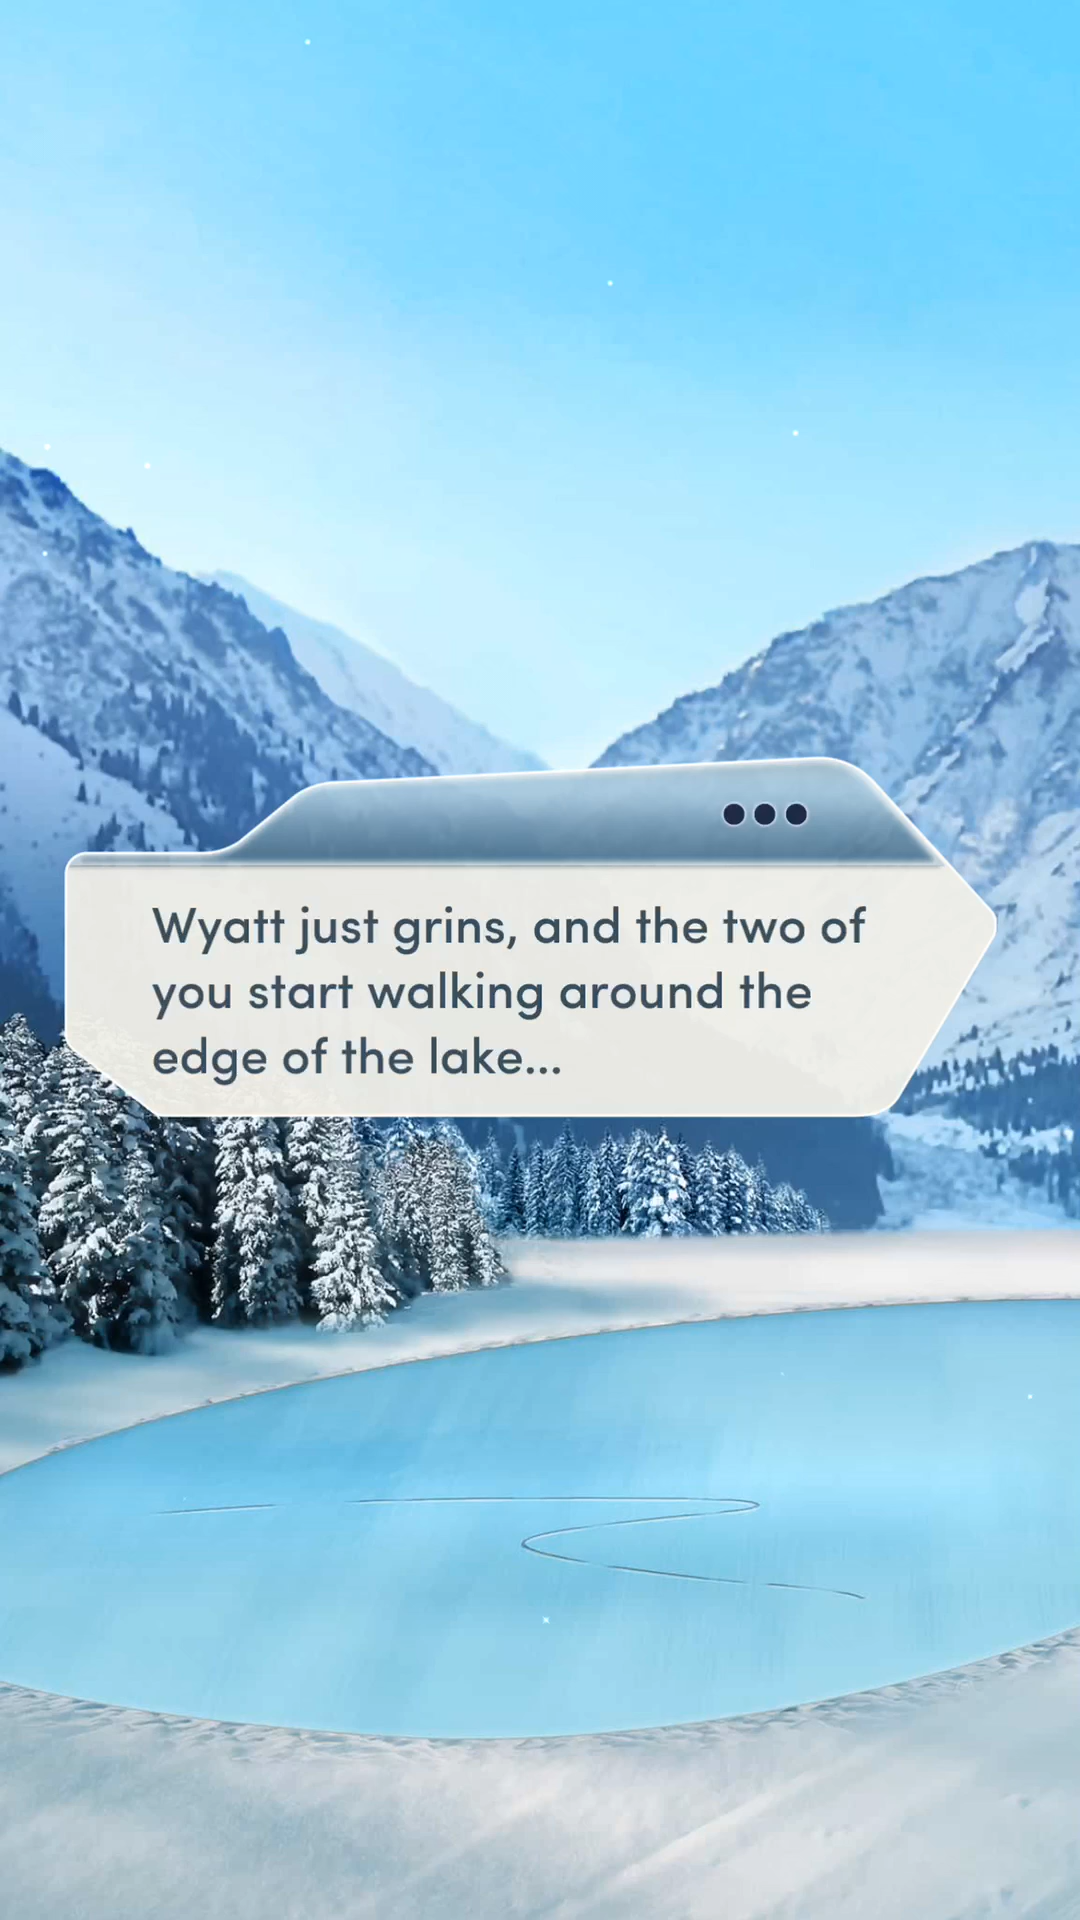 Wyatt just grins, and the two of
you start walking around the
edge of the lake...